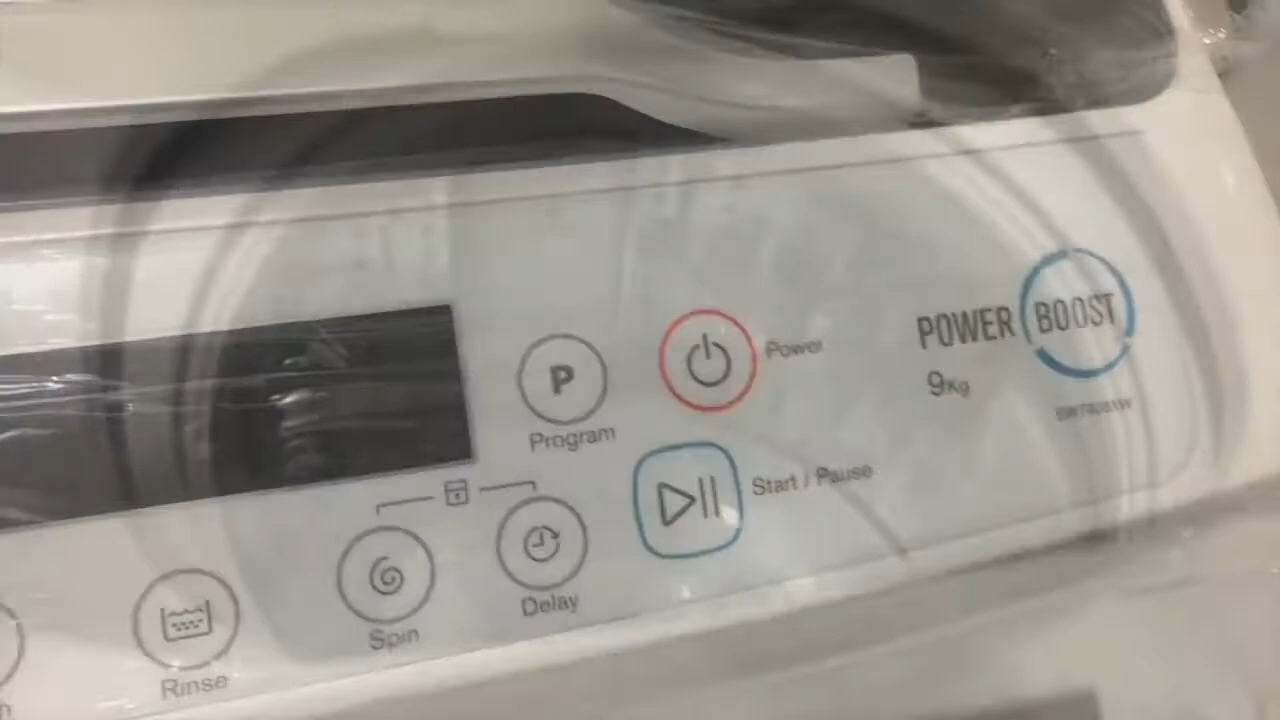 POWER BOOST
9Kg
Power
P
Program
Start / Pause
Delay
Spin
Rinse